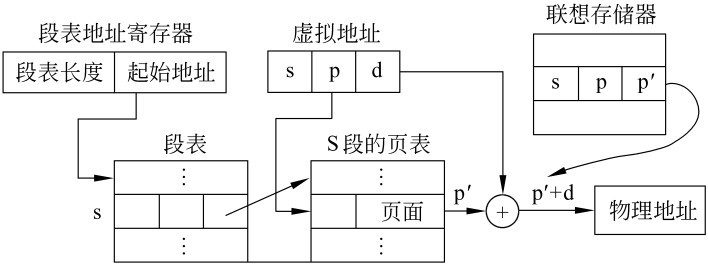 段表地址寄存器
虚拟地址
联想存储器
段表长度 起始地址
s p d
s p p′
段表
S段的页表
⋮ ⋮
s
页面
p′
+
p′+d
物理地址
⋮ ⋮